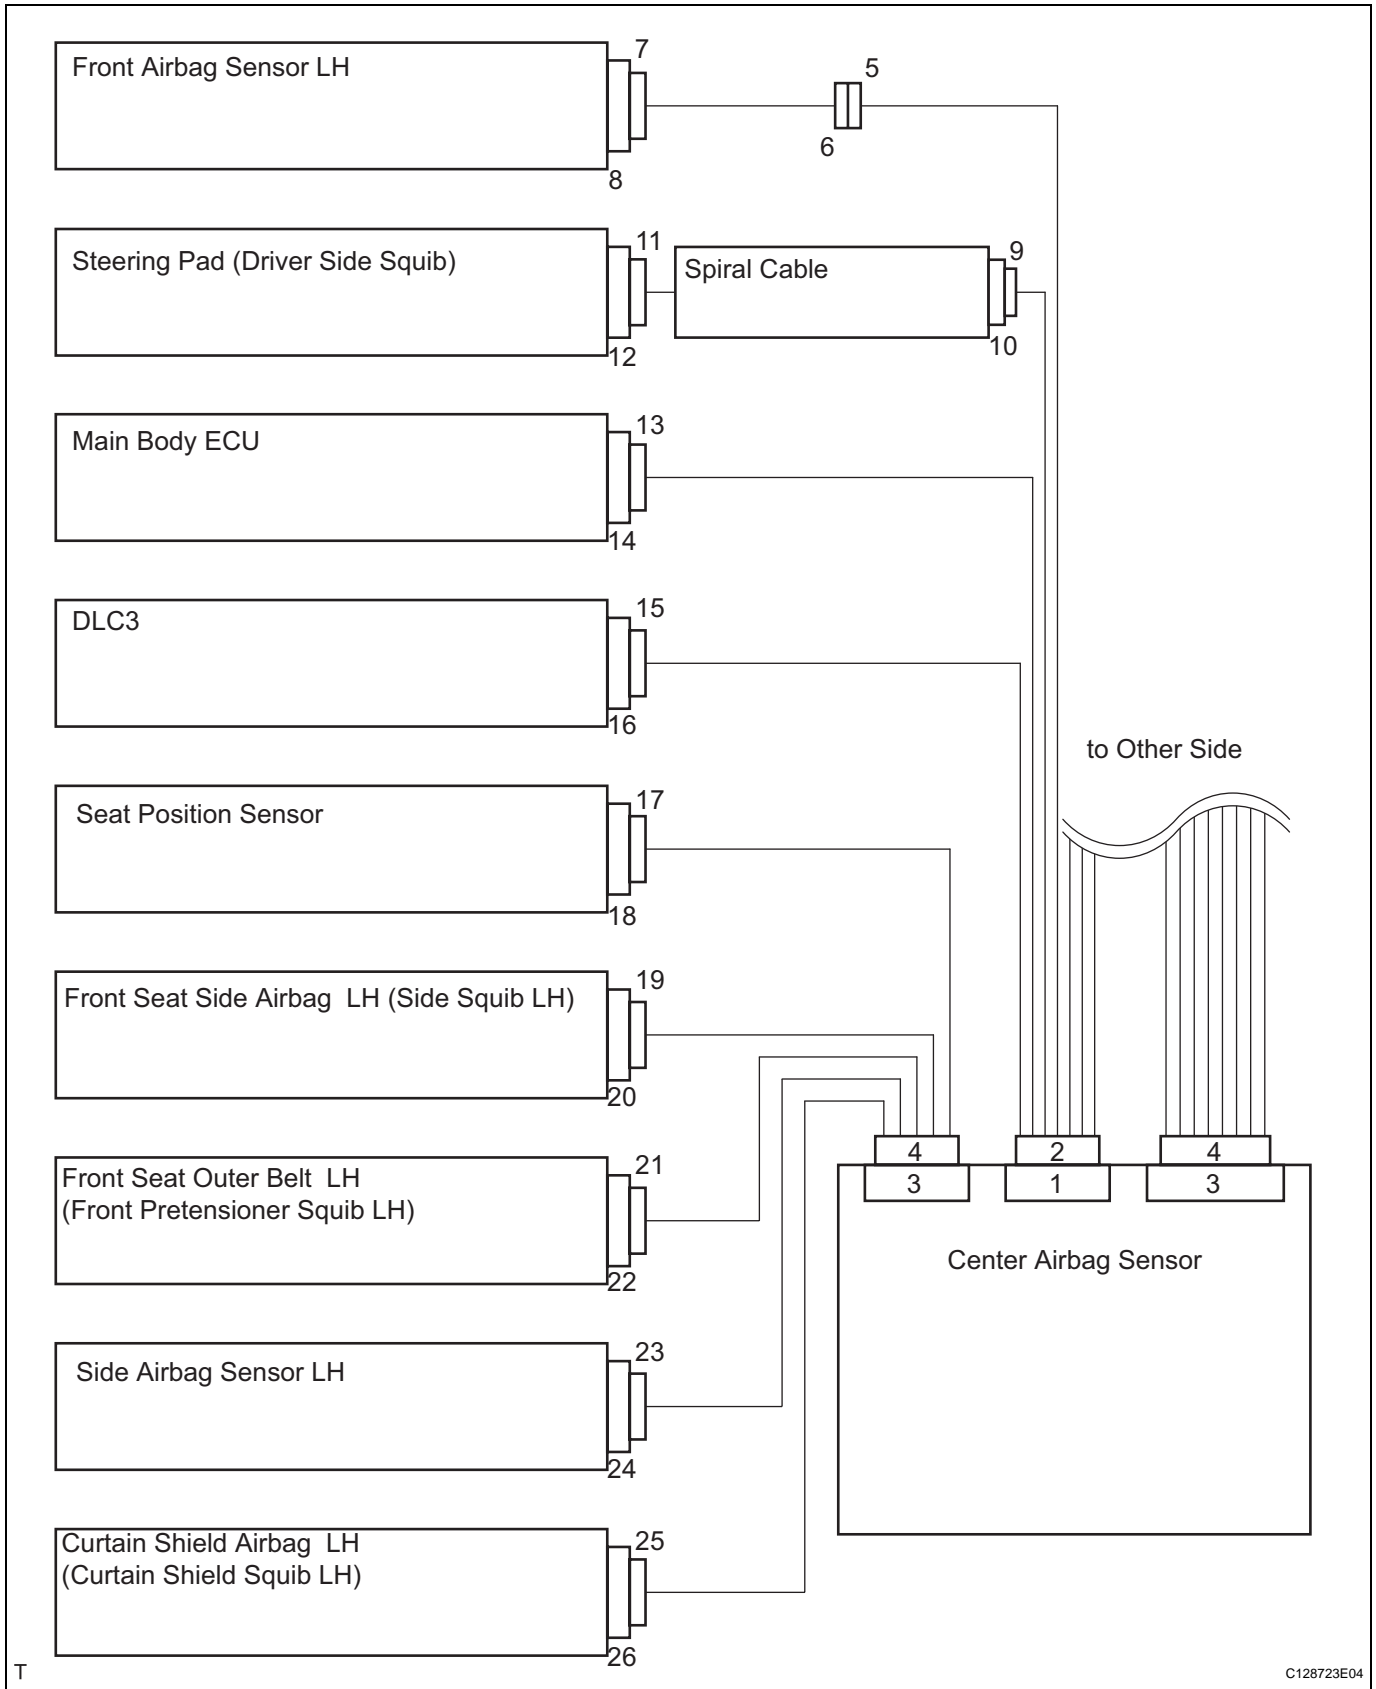 7
Front Airbag Sensor LH
5
6
8
11
Steering Pad (Driver Side Squib)
9
Spiral Cable
10
12
13
Main Body ECU
14
15
DLC3
16
to Other Side
17
Seat Position Sensor
18
19
Front Seat Side Airbag LH (Side Squib LH)
20
4 2 4
3 1 3
21
Front Seat Outer Belt LH
(Front Pretensioner Squib LH)
Center Airbag Sensor
22
23
Side Airbag Sensor LH
24
25
Curtain Shield Airbag LH
(Curtain Shield Squib LH)
26
T
C128723E04